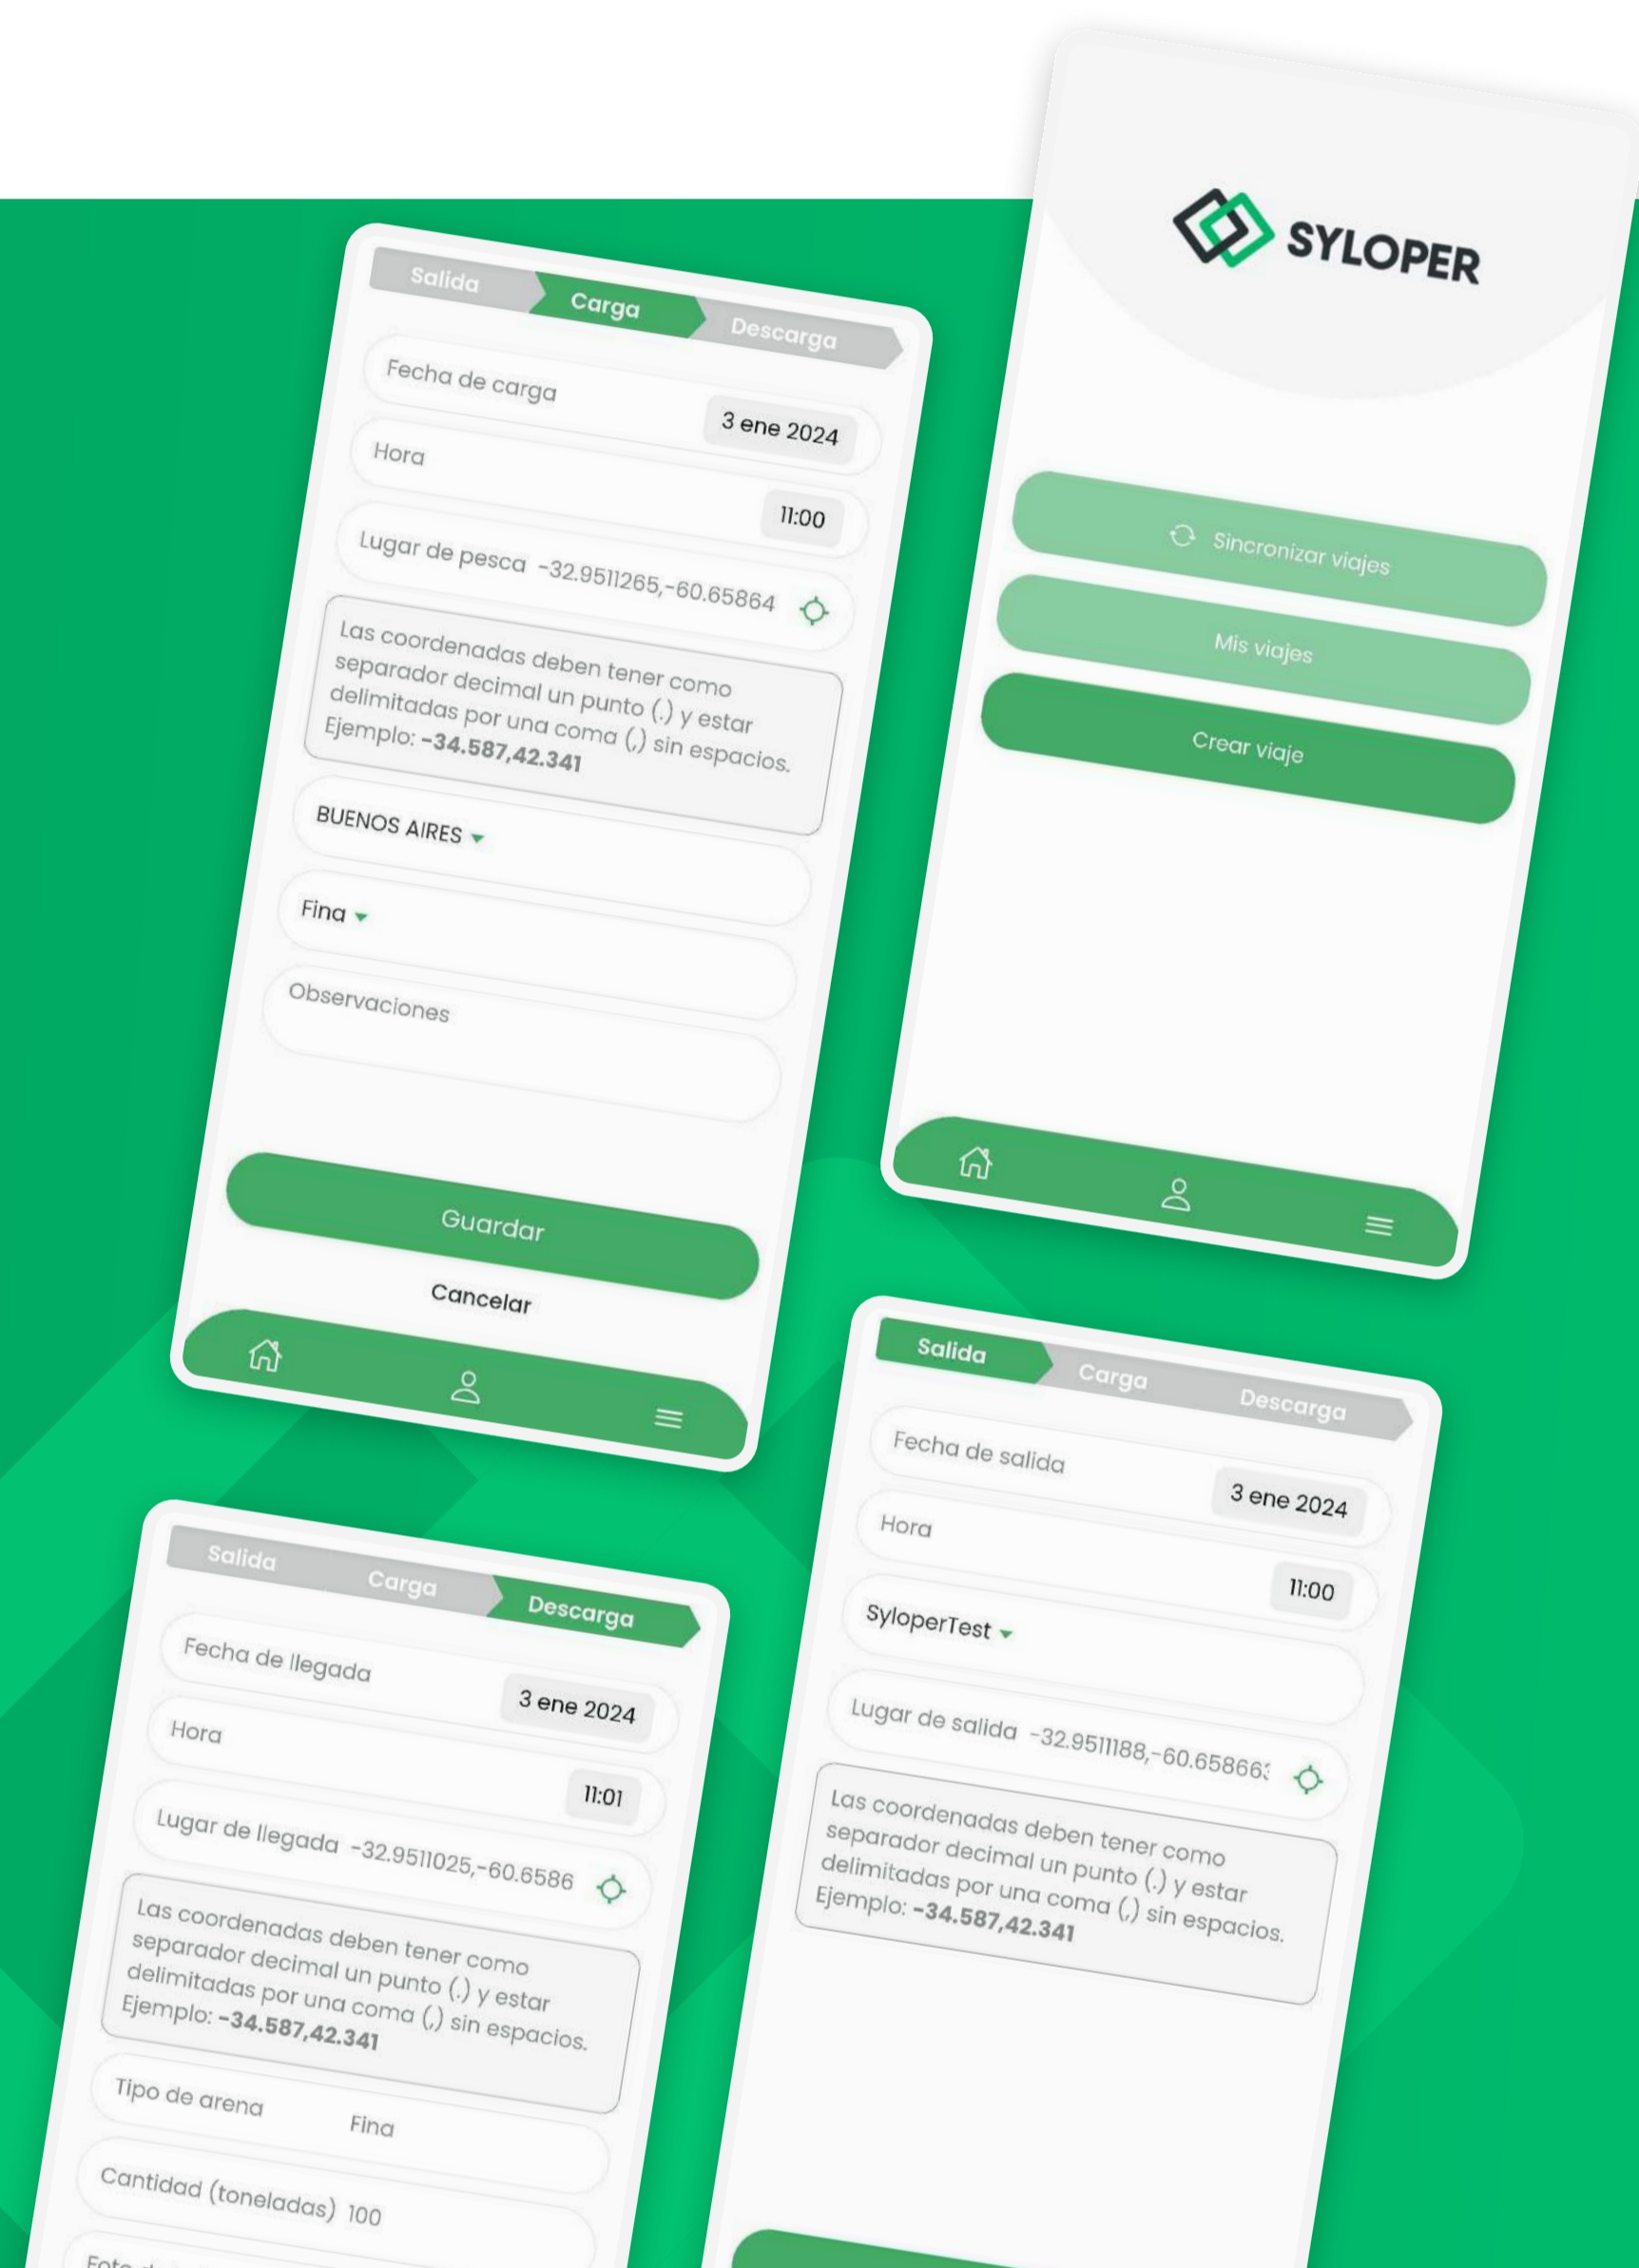 SYLOPER
Sincronizar viajes
Mis viajes
Crear viaje
Salida Carga Descarga
Fecha de carga 3 ene 2024
Hora 11:00
Lugar de pesca -32.9511265,-60.65864
Las coordenadas deben tener como
separador decimal un punto (.) y estar
delimitadas por una coma (,) sin espacios.
Ejemplo: -34.587,42.341
BUENOS AIRES
Fina
Observaciones
Guardar
Cancelar
Salida Carga Descarga
Fecha de salida 3 ene 2024
Hora 11:00
SyloperTest
Lugar de salida -32.9511188,-60.65866
Las coordenadas deben tener como
separador decimal un punto (.) y estar
delimitadas por una coma (,) sin espacios.
Ejemplo: -34.587,42.341
Salida Carga Descarga
Fecha de llegada 3 ene 2024
Hora 11:01
Lugar de llegada -32.9511025,-60.6586
Las coordenadas deben tener como
separador decimal un punto (.) y estar
delimitadas por una coma (,) sin espacios.
Ejemplo: -34.587,42.341
Tipo de arena Fina
Cantidad (toneladas) 100